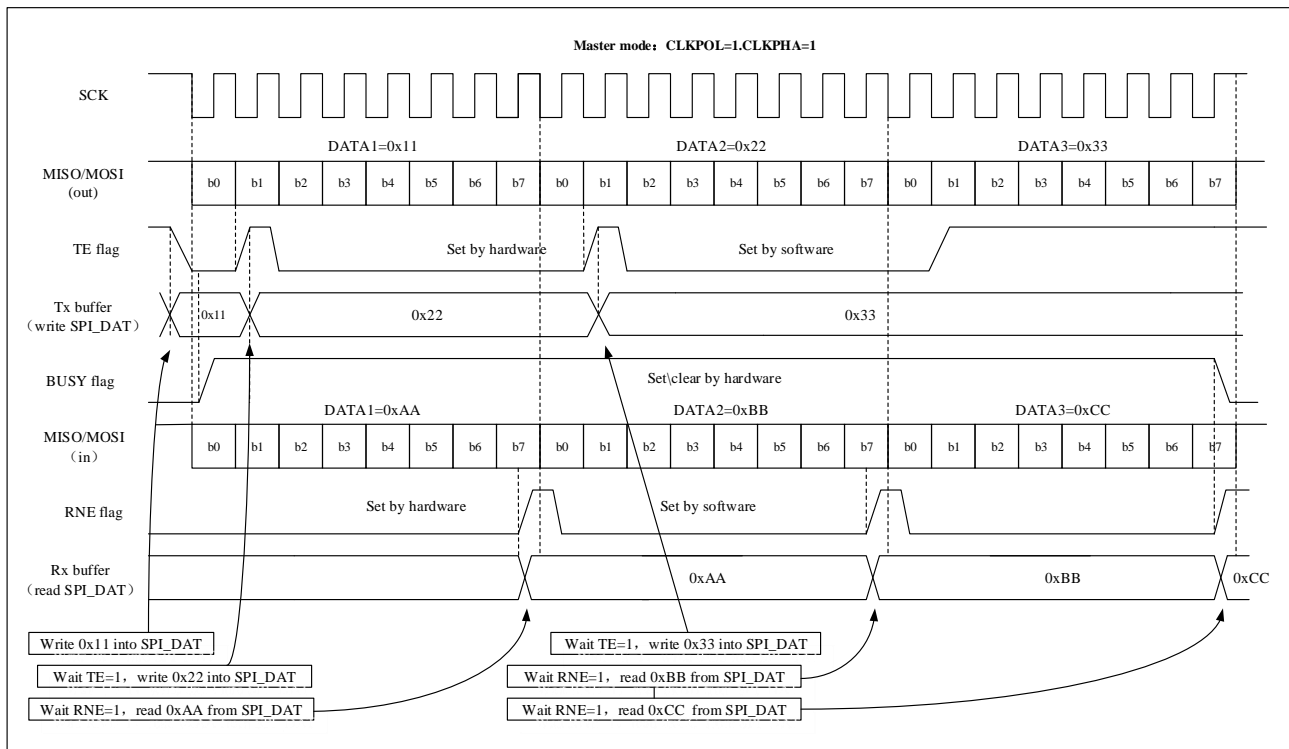 Master mode：CLKPOL=1.CLKPHA=1
SCK
DATA1=0x11 DATA2=0x22 DATA3=0x33
MISO/MOSI
(out)
b0 b1 b2 b3 b4 b5 b6 b7 b0 b1 b2 b3 b4 b5 b6 b7 b0 b1 b2 b3 b4 b5 b6 b7
TE flag
Set by hardware Set by software
Tx buffer
（write SPI_DAT）
0x11 0x22 0x33
BUSY flag
Set\clear by hardware
DATA1=0xAA DATA2=0xBB DATA3=0xCC
MISO/MOSI
（in）
b0 b1 b2 b3 b4 b5 b6 b7 b0 b1 b2 b3 b4 b5 b6 b7 b0 b1 b2 b3 b4 b5 b6 b7
RNE flag
Set by hardware Set by software
Rx buffer
（read SPI_DAT）
0xAA 0xBB 0xCC
Write 0x11 into SPI_DAT
Wait TE=1，write 0x33 into SPI_DAT
Wait TE=1，write 0x22 into SPI_DAT
Wait RNE=1，read 0xBB from SPI_DAT
Wait RNE=1，read 0xAA from SPI_DAT
Wait RNE=1，read 0xCC from SPI_DAT